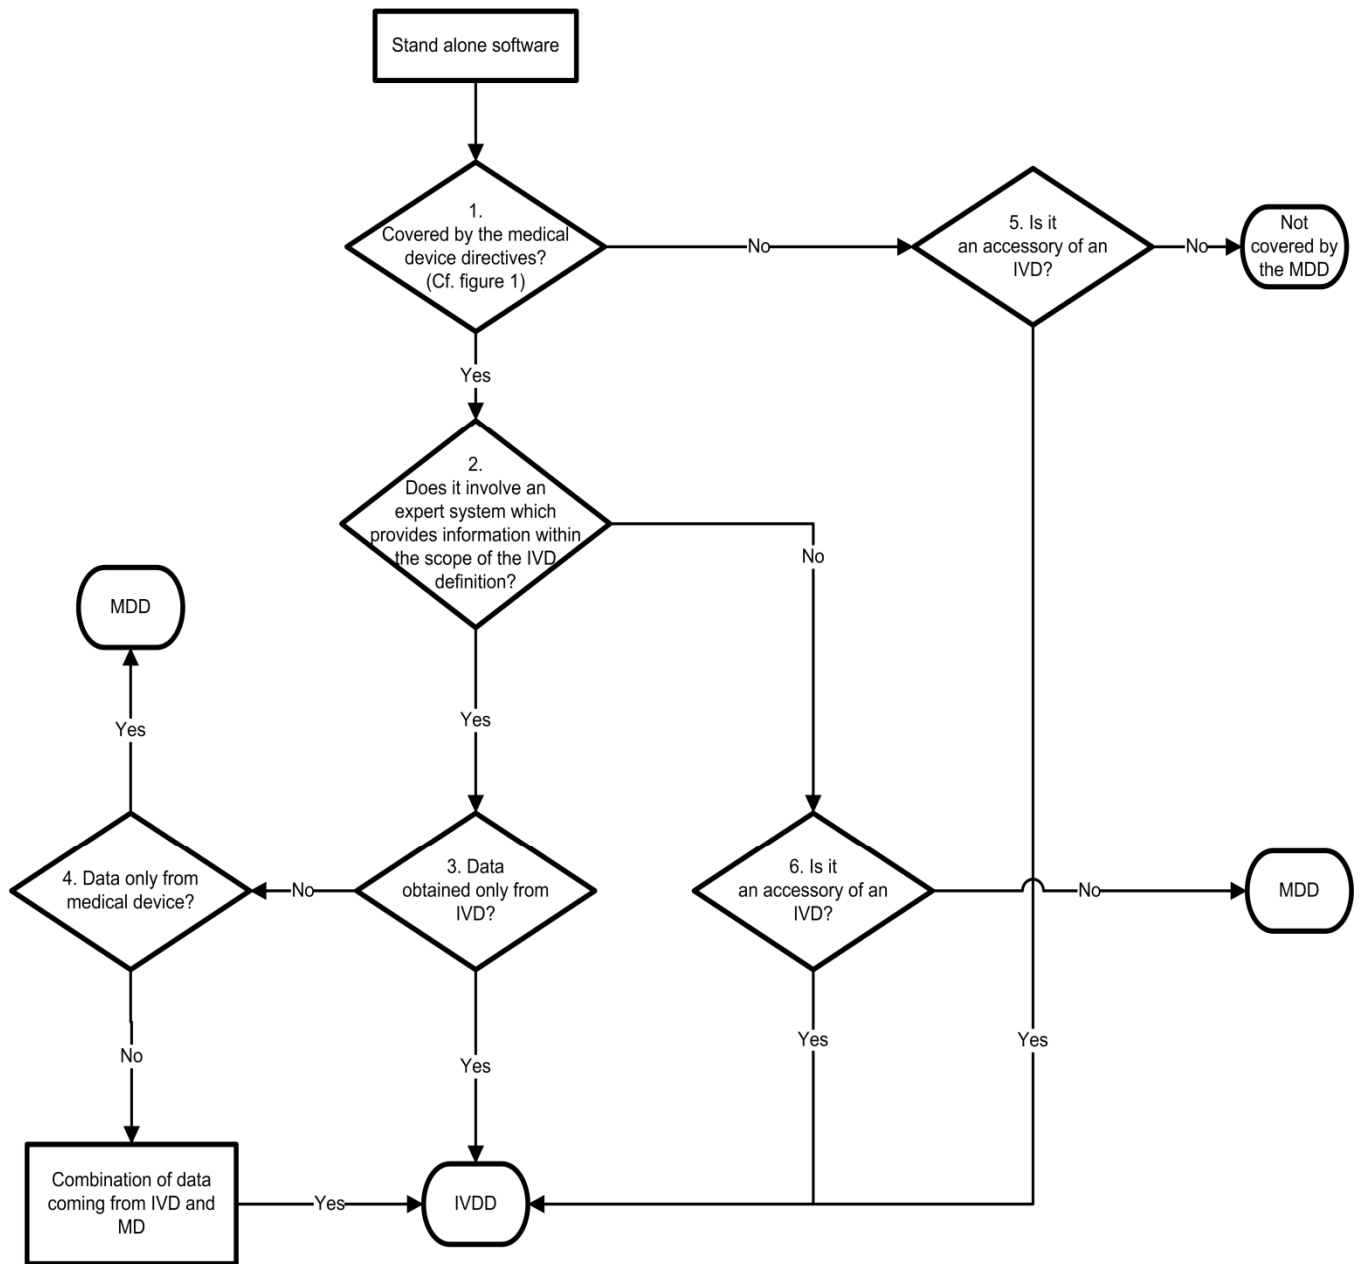 Stand alone software
1.
Covered by the medical
device directives?
(Cf. figure 1)
No
5. Is it
an accessory of an
IVD?
No
Not
covered by
the MDD
Yes
2.
Does it involve an
expert system which
provides information within
the scope of the IVD
definition?
No
MDD
Yes
Yes
4. Data only from
medical device?
No
3. Data
obtained only from
IVD?
6. Is it
an accessory of an
IVD?
No
MDD
No
Yes
Yes
Yes
Combination of data
coming from IVD and
MD
Yes
IVDD